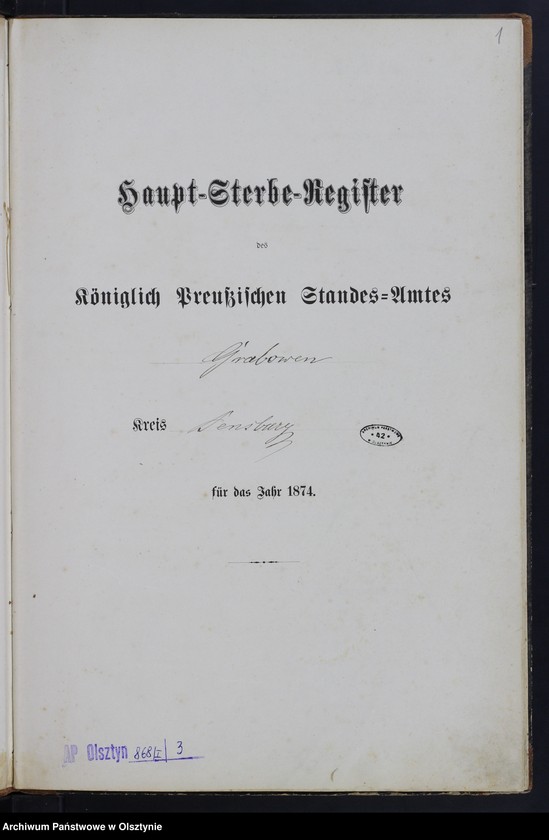 1
Haupt-Sterbe-Register
des
Königlich Preußischen Standes-Amtes
Grabowen
Kreis Sensburg
für das Jahr 1874.
42
AP Olsztyn 868/I / 3
Archiwum Państwowe w Olsztynie